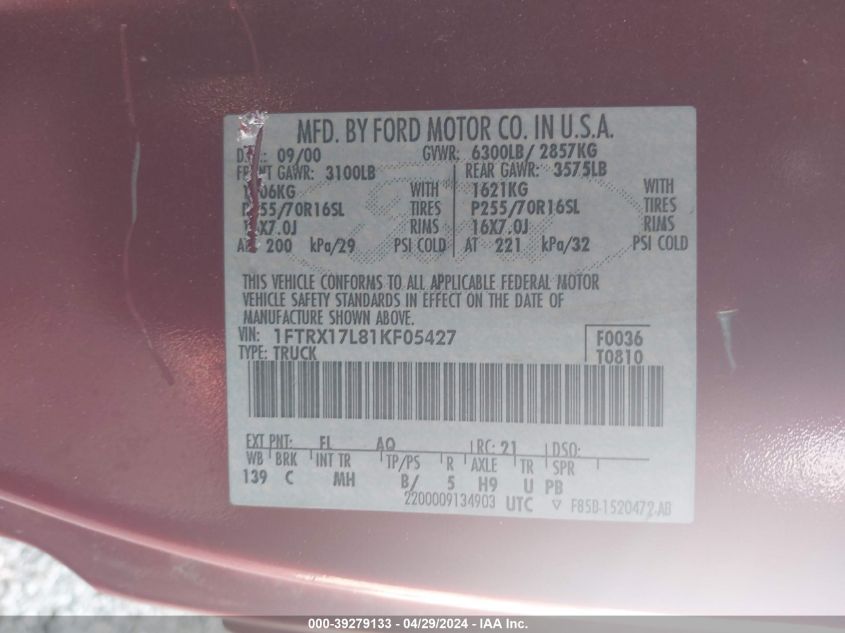 MFD. BY FORD MOTOR CO. IN U.S.A.
09/00 GVWR: 6300LB/ 2857KG
FRONT GAWR: 3100LB REAR GAWR: 3575LB
WITH 1621KG WITH
P255/70R16SL TIRES P255/70R16SL TIRES
16X7.0J RIMS 16X7.0J RIMS
AT 200 kPa/29 PSI COLD AT 221 kPa/32 PSI COLD
THIS VEHICLE CONFORMS TO ALL APPLICABLE FEDERAL MOTOR
VEHICLE SAFETY STANDARDS IN EFFECT ON THE DATE OF
MANUFACTURE SHOWN ABOVE.
VIN: 1FTRX17L81KF05427 F0036
TYPE: TRUCK T0810
EXT PNT: FL AQ RC: 21 DSO:
WB BRK INT TR TP/PS R AXLE TR SPR
139 C MH B/ 5 H9 U PB
2200009134903 UTC F85B-1520472-AB
000-39279133 - 04/29/2024 - IAA Inc.